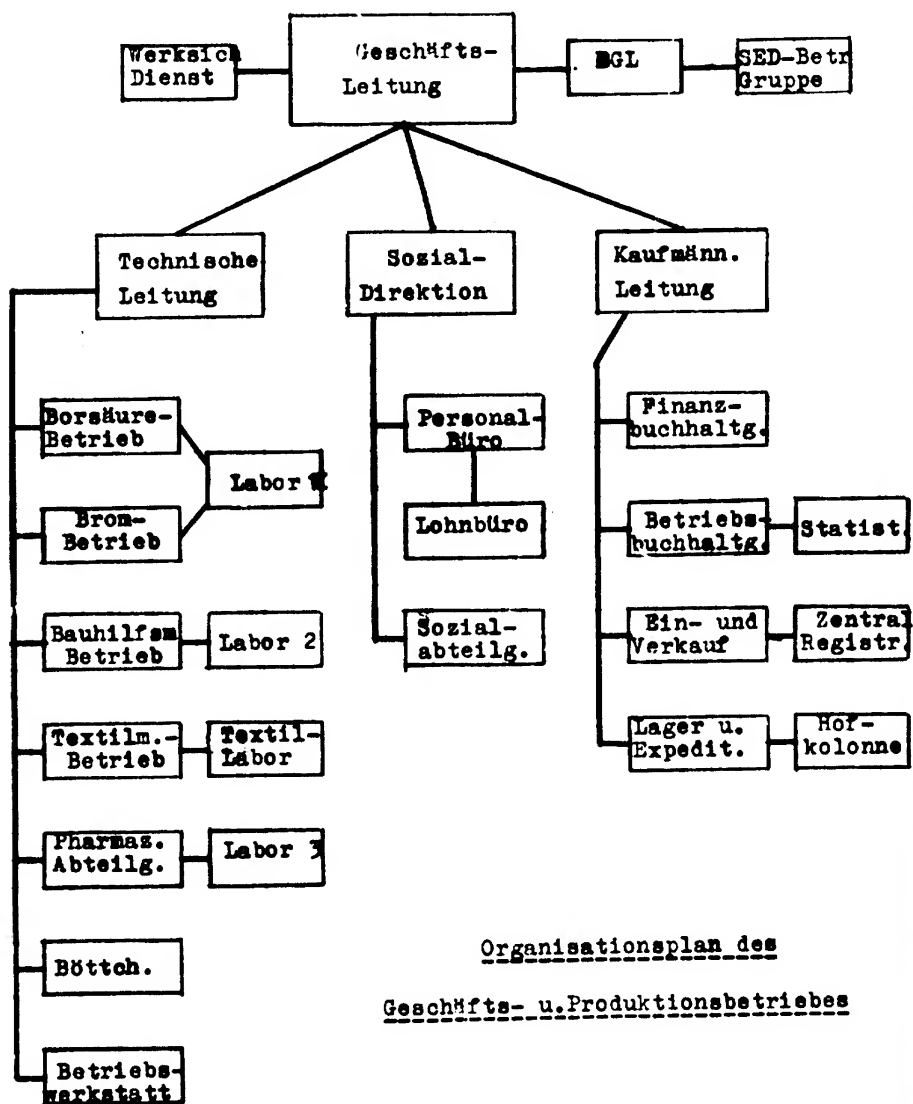 Werksich
Dienst
Geschäfts-
Leitung
BGL
SED-Betr
Gruppe
Technische
Leitung
Sozial-
Direktion
Kaufmänn.
Leitung
Borsäure-
Betrieb
Labor
Brom-
Betrieb
Bauhilfsm
Betrieb
Labor 2
Textilm.-
Betrieb
Textil-
Labor
Pharmaz.
Abteilg.
Labor 3
Böttch.
Betriebs-
werkstatt
Personal-
Büro
Lohnbüro
Sozial-
abteilg.
Finanz-
buchhaltg.
Betriebs-
buchhaltg.
Statist.
Ein- und
Verkauf
Zentral
Registr.
Lager u.
Expedit.
Hof-
kolonne
Organisationsplan des
Geschäfts- u.Produktionsbetriebes